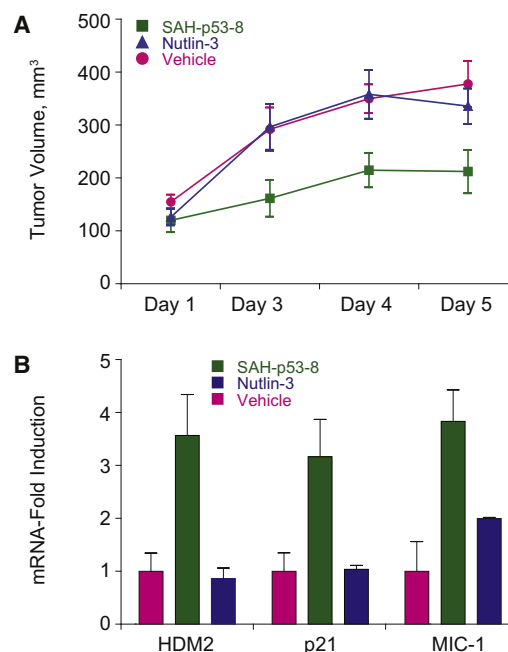 A
SAH-p53-8
Nutlin-3
Vehicle
Tumor Volume, mm³
500
400
300
200
100
0
Day 1 Day 3 Day 4 Day 5
B
SAH-p53-8
Nutlin-3
Vehicle
mRNA-Fold Induction
5
4
3
2
1
0
HDM2 p21 MIC-1